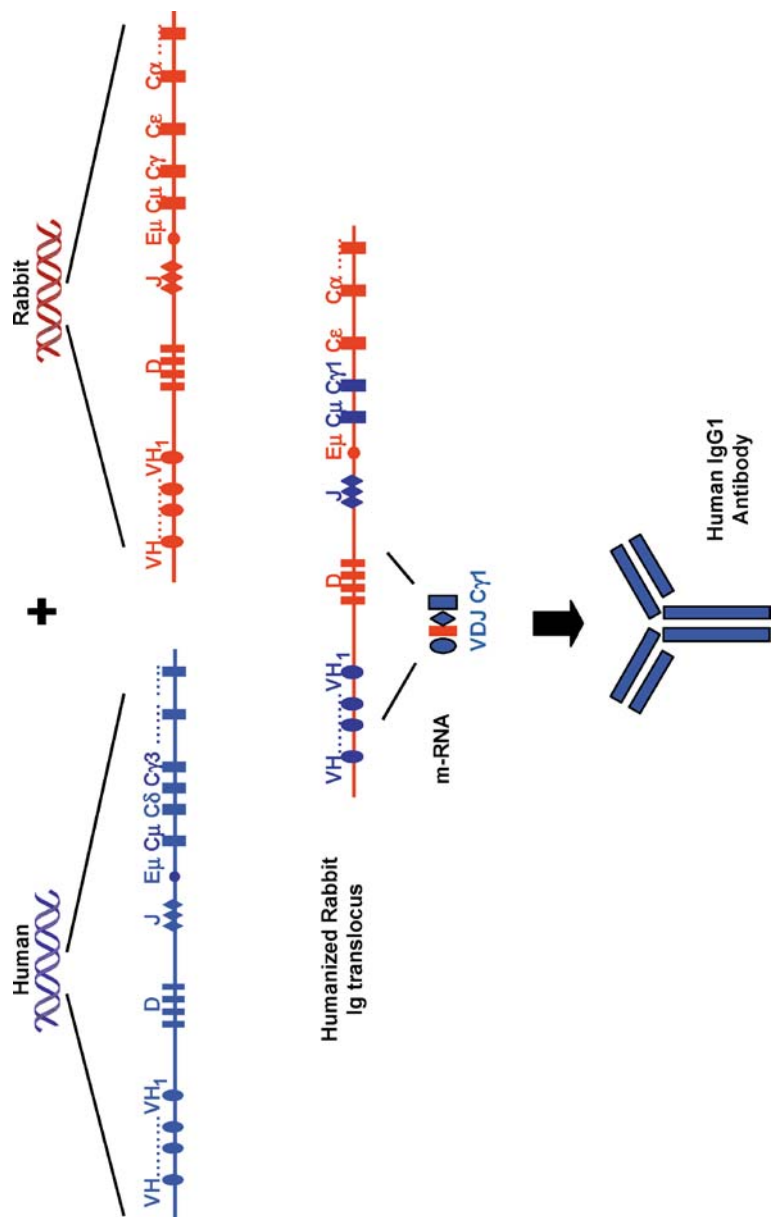 Human
+
Rabbit
VH..........VH1 D J Eμ Cμ Cδ Cγ3 ......
VH..........VH1 D J Eμ Cμ Cγ Cε Cα .....
Humanized Rabbit
Ig translocus
VH..........VH1 D J Eμ Cμ Cγ1 Cε Cα .....
m-RNA
VDJ Cγ1
Human IgG1
Antibody